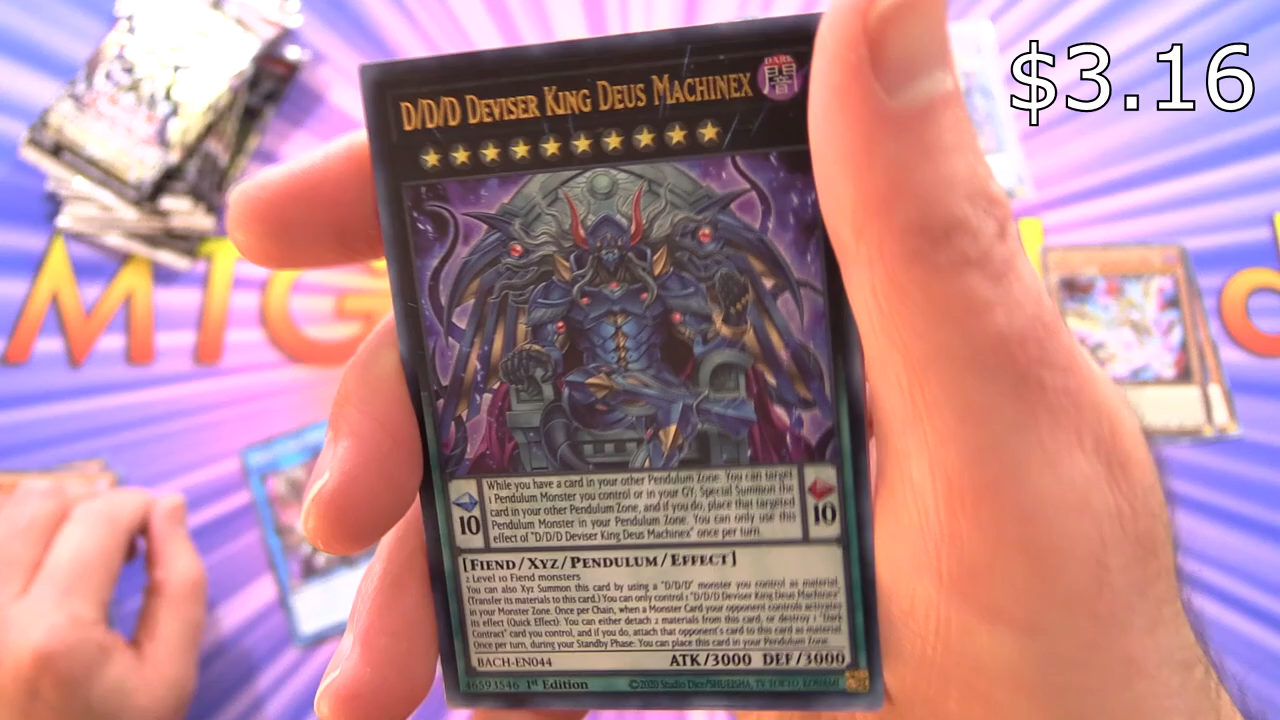 $3.16
D/D/D DEVISER KING DEUS MACHINEX
DARK
闇
MTG
While you have a card in your other Pendulum Zone: You can target
1 Pendulum Monster you control or in your GY; Special Summon the
card in your other Pendulum Zone, and if you do, place that targeted
Pendulum Monster in your Pendulum Zone. You can only use this
effect of "D/D/D Deviser King Deus Machinex" once per turn.
10
10
[FIEND/XYZ/PENDULUM/EFFECT]
2 Level 10 Fiend monsters
You can also Xyz Summon this card by using a "D/D/D" monster you control as material.
(Transfer its materials to this card.) You can only control 1 "D/D/D Deviser King Deus Machinex"
in your Monster Zone. Once per Chain, when a Monster Card your opponent controls activates
its effect (Quick Effect): You can either detach 2 materials from this card, or destroy 1 "Dark
Contract" card you control, and if you do, attach that opponent's card to this card as material.
Once per turn, during your Standby Phase: You can place this card in your Pendulum Zone.
BACH-EN044
ATK/3000 DEF/3000
46593546 1st Edition
©2020 Studio Dice/SHUEISHA, TV TOKYO, KONAMI